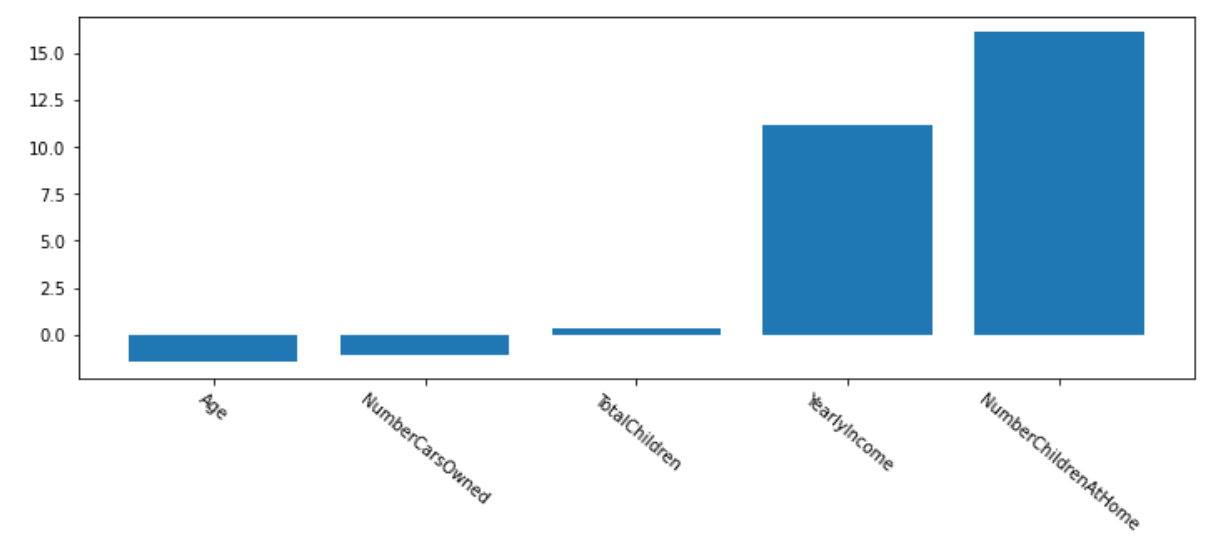 15.0
12.5
10.0
7.5
5.0
2.5
0.0
Age
NumberCarsOwned
TotalChildren
YearlyIncome
NumberChildrenAtHome